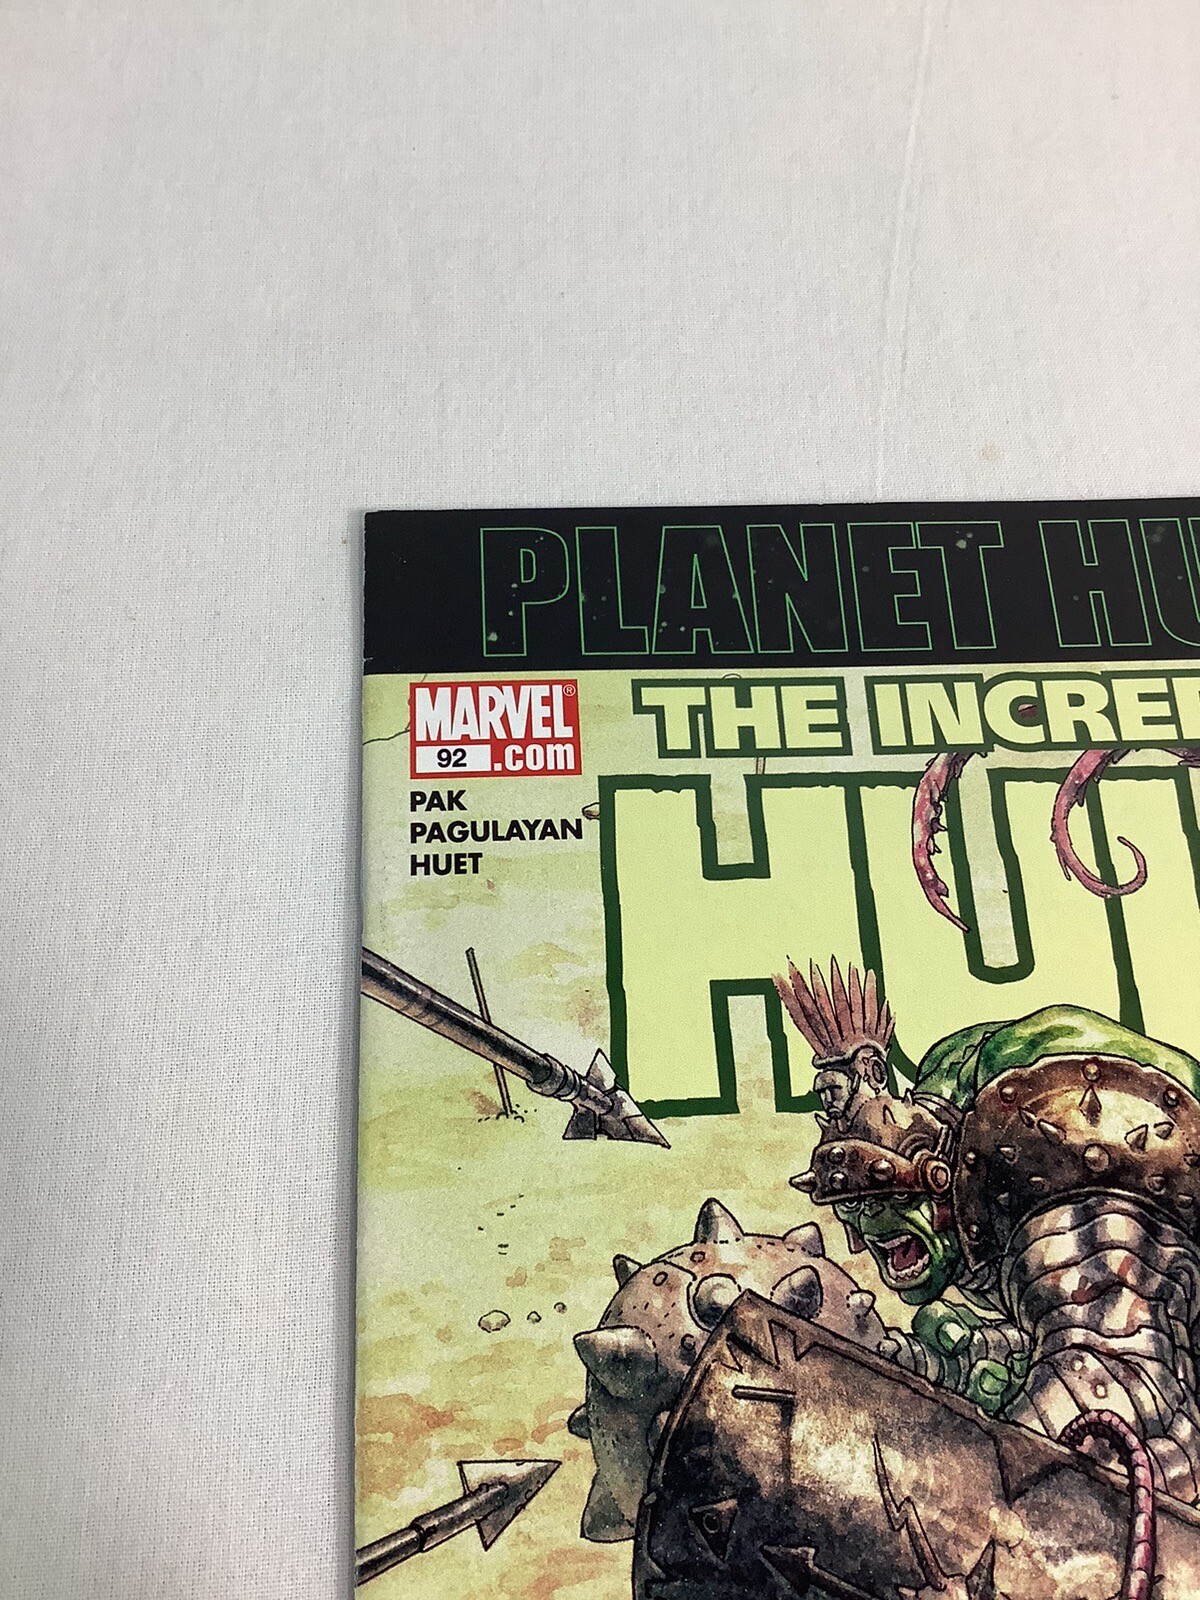 PLANET HU
MARVEL®
92 .com
THE INCRE
HU
PAK
PAGULAYAN
HUET